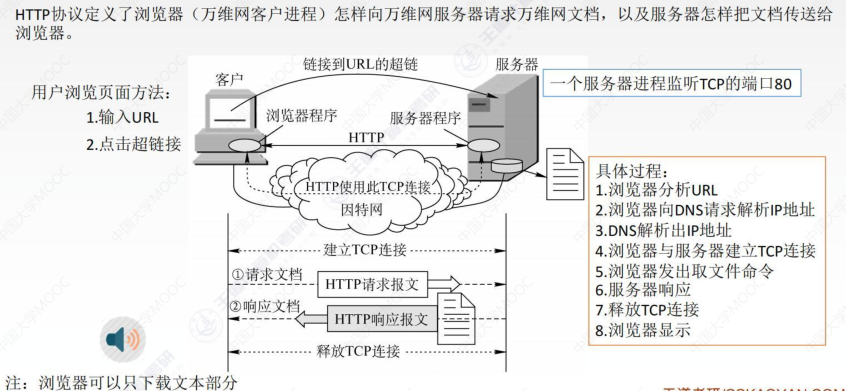 HTTP协议定义了浏览器（万维网客户进程）怎样向万维网服务器请求万维网文档，以及服务器怎样把文档传送给
浏览器。
链接到URL的超链
客户
服务器
一个服务器进程监听TCP的端口80
用户浏览页面方法：
1.输入URL
2.点击超链接
浏览器程序
服务器程序
HTTP
HTTP使用此TCP连接
因特网
建立TCP连接
①请求文档
HTTP请求报文
②响应文档
HTTP响应报文
释放TCP连接
具体过程：
1.浏览器分析URL
2.浏览器向DNS请求解析IP地址
3.DNS解析出IP地址
4.浏览器与服务器建立TCP连接
5.浏览器发出取文件命令
6.服务器响应
7.释放TCP连接
8.浏览器显示
注：浏览器可以只下载文本部分